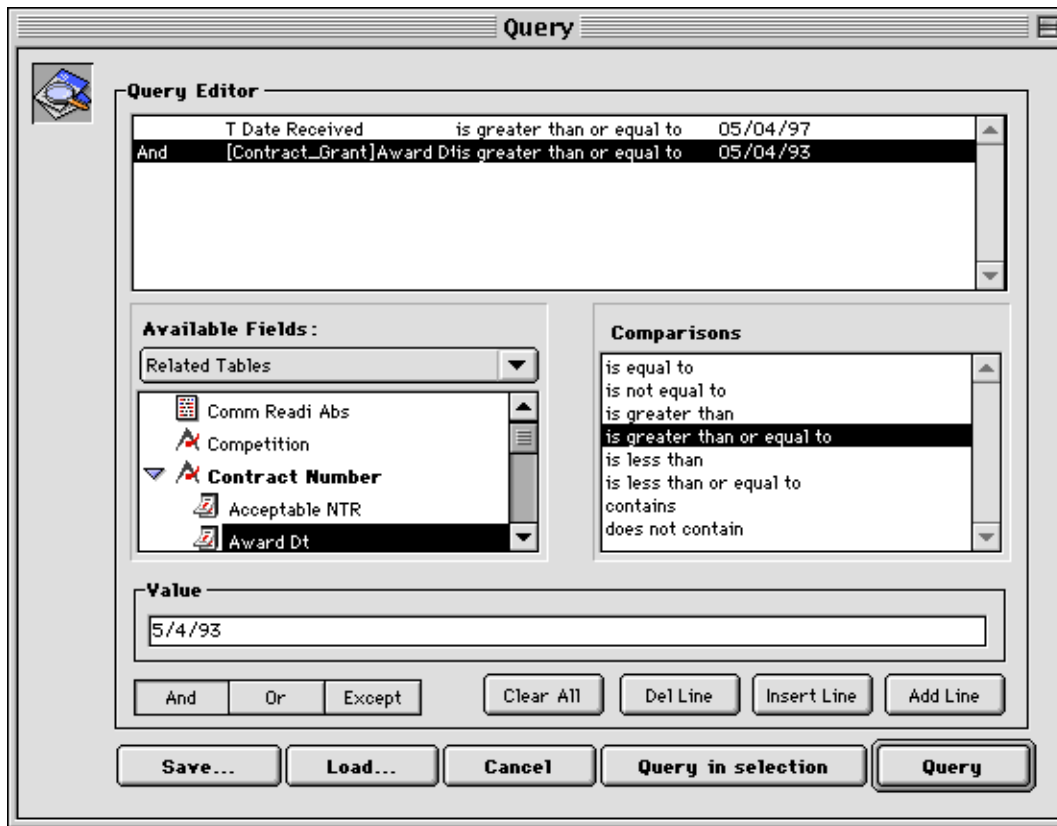 Query
Query Editor
T Date Received is greater than or equal to 05/04/97
And [Contract_Grant]Award Dt is greater than or equal to 05/04/93
Available Fields:
Related Tables
Comm Readi Abs
Competition
Contract Number
Acceptable NTR
Award Dt
Comparisons
is equal to
is not equal to
is greater than
is greater than or equal to
is less than
is less than or equal to
contains
does not contain
Value
5/4/93
And Or Except Clear All Del Line Insert Line Add Line
Save... Load... Cancel Query in selection Query